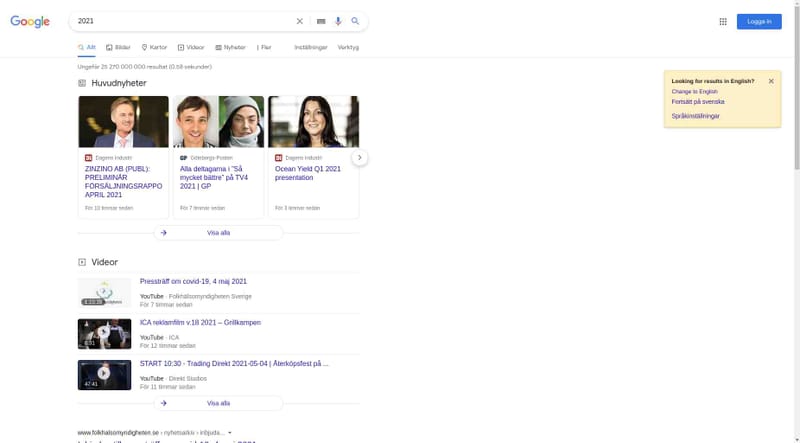 Google
2021
Logga in
Allt
Bilder
Kartor
Videor
Nyheter
Fler
Inställningar
Verktyg
Ungefär 25 270 000 000 resultat (0,68 sekunder)
Looking for results in English?
Change to English
Fortsätt på svenska
Språkinställningar
Huvudnyheter
Dagens industri
ZINZINO AB (PUBL):
PRELIMINÄR
FÖRSÄLJNINGSRAPPO
APRIL 2021
För 10 timmar sedan
GP
Göteborgs-Posten
Alla deltagarna i "Så
mycket bättre" på TV4
2021 | GP
För 7 timmar sedan
Dagens industri
Ocean Yield Q1 2021
presentation
För 3 timmar sedan
Visa alla
Videor
Pressträff om covid-19, 4 maj 2021
YouTube · Folkhälsomyndigheten Sverige
För 7 timmar sedan
ICA reklamfilm v.18 2021 – Grillkampen
YouTube · ICA
För 12 timmar sedan
START 10:30 - Trading Direkt 2021-05-04 | Återköpsfest på ...
YouTube · Direkt Studios
För 11 timmar sedan
47:41
Visa alla
www.folkhalsomyndigheten.se › nyhetsarkiv › inbjuda...